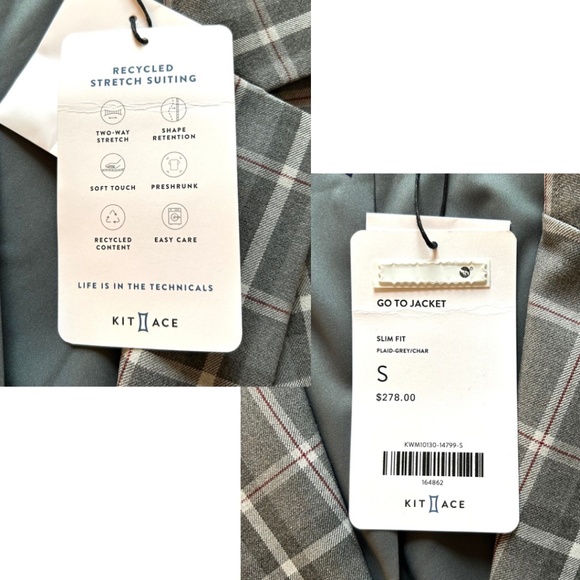 RECYCLED
STRETCH SUITING
TWO-WAY
STRETCH
SHAPE
RETENTION
SOFT TOUCH
PRESHRUNK
RECYCLED
CONTENT
EASY CARE
LIFE IS IN THE TECHNICALS
KIT ACE
GO TO JACKET
SLIM FIT
PLAID-GREY/CHAR
S
$278.00
KWM10130-14799-S
164862
KIT ACE